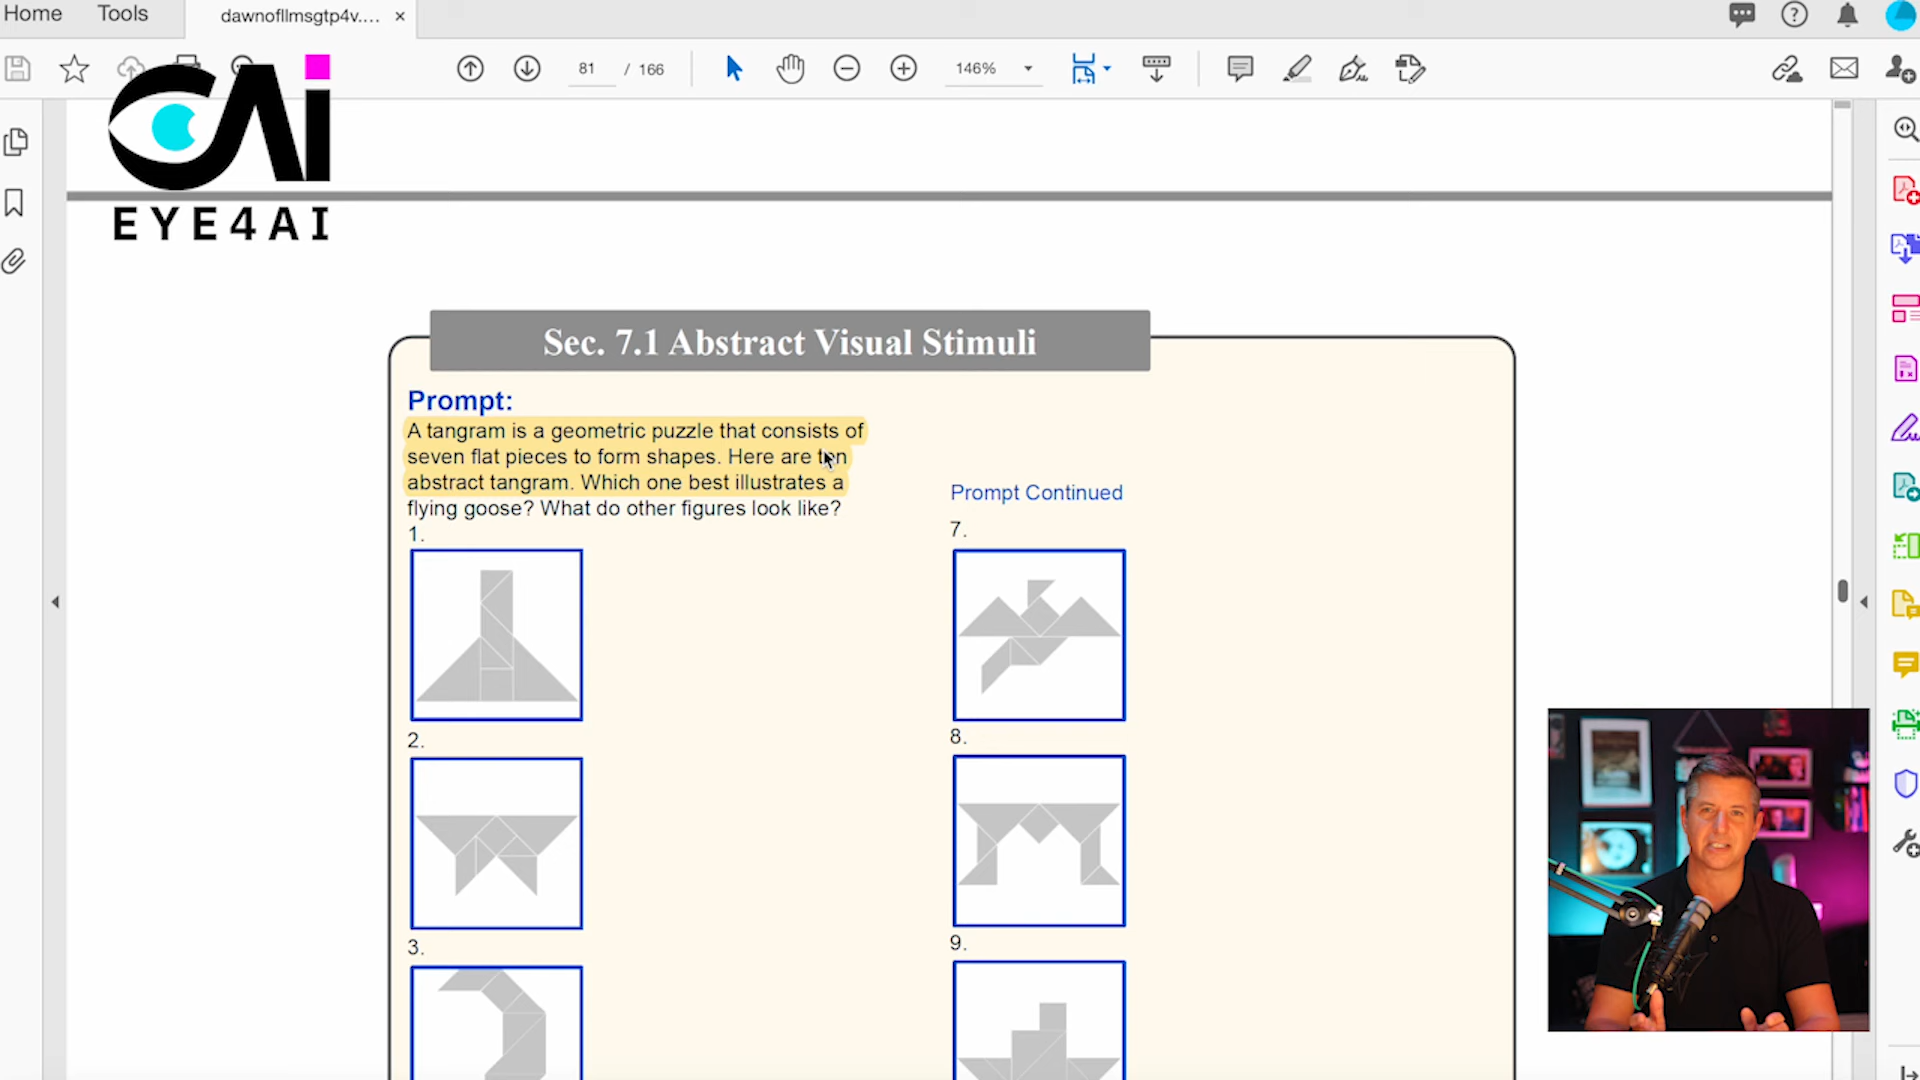 Home
Tools
dawnofllmsgtp4v....
81
/ 166
146%
EYE4AI
Sec. 7.1 Abstract Visual Stimuli
Prompt:
A tangram is a geometric puzzle that consists of
seven flat pieces to form shapes. Here are ten
abstract tangram. Which one best illustrates a
flying goose? What do other figures look like?
1.
2.
3.
Prompt Continued
7.
8.
9.